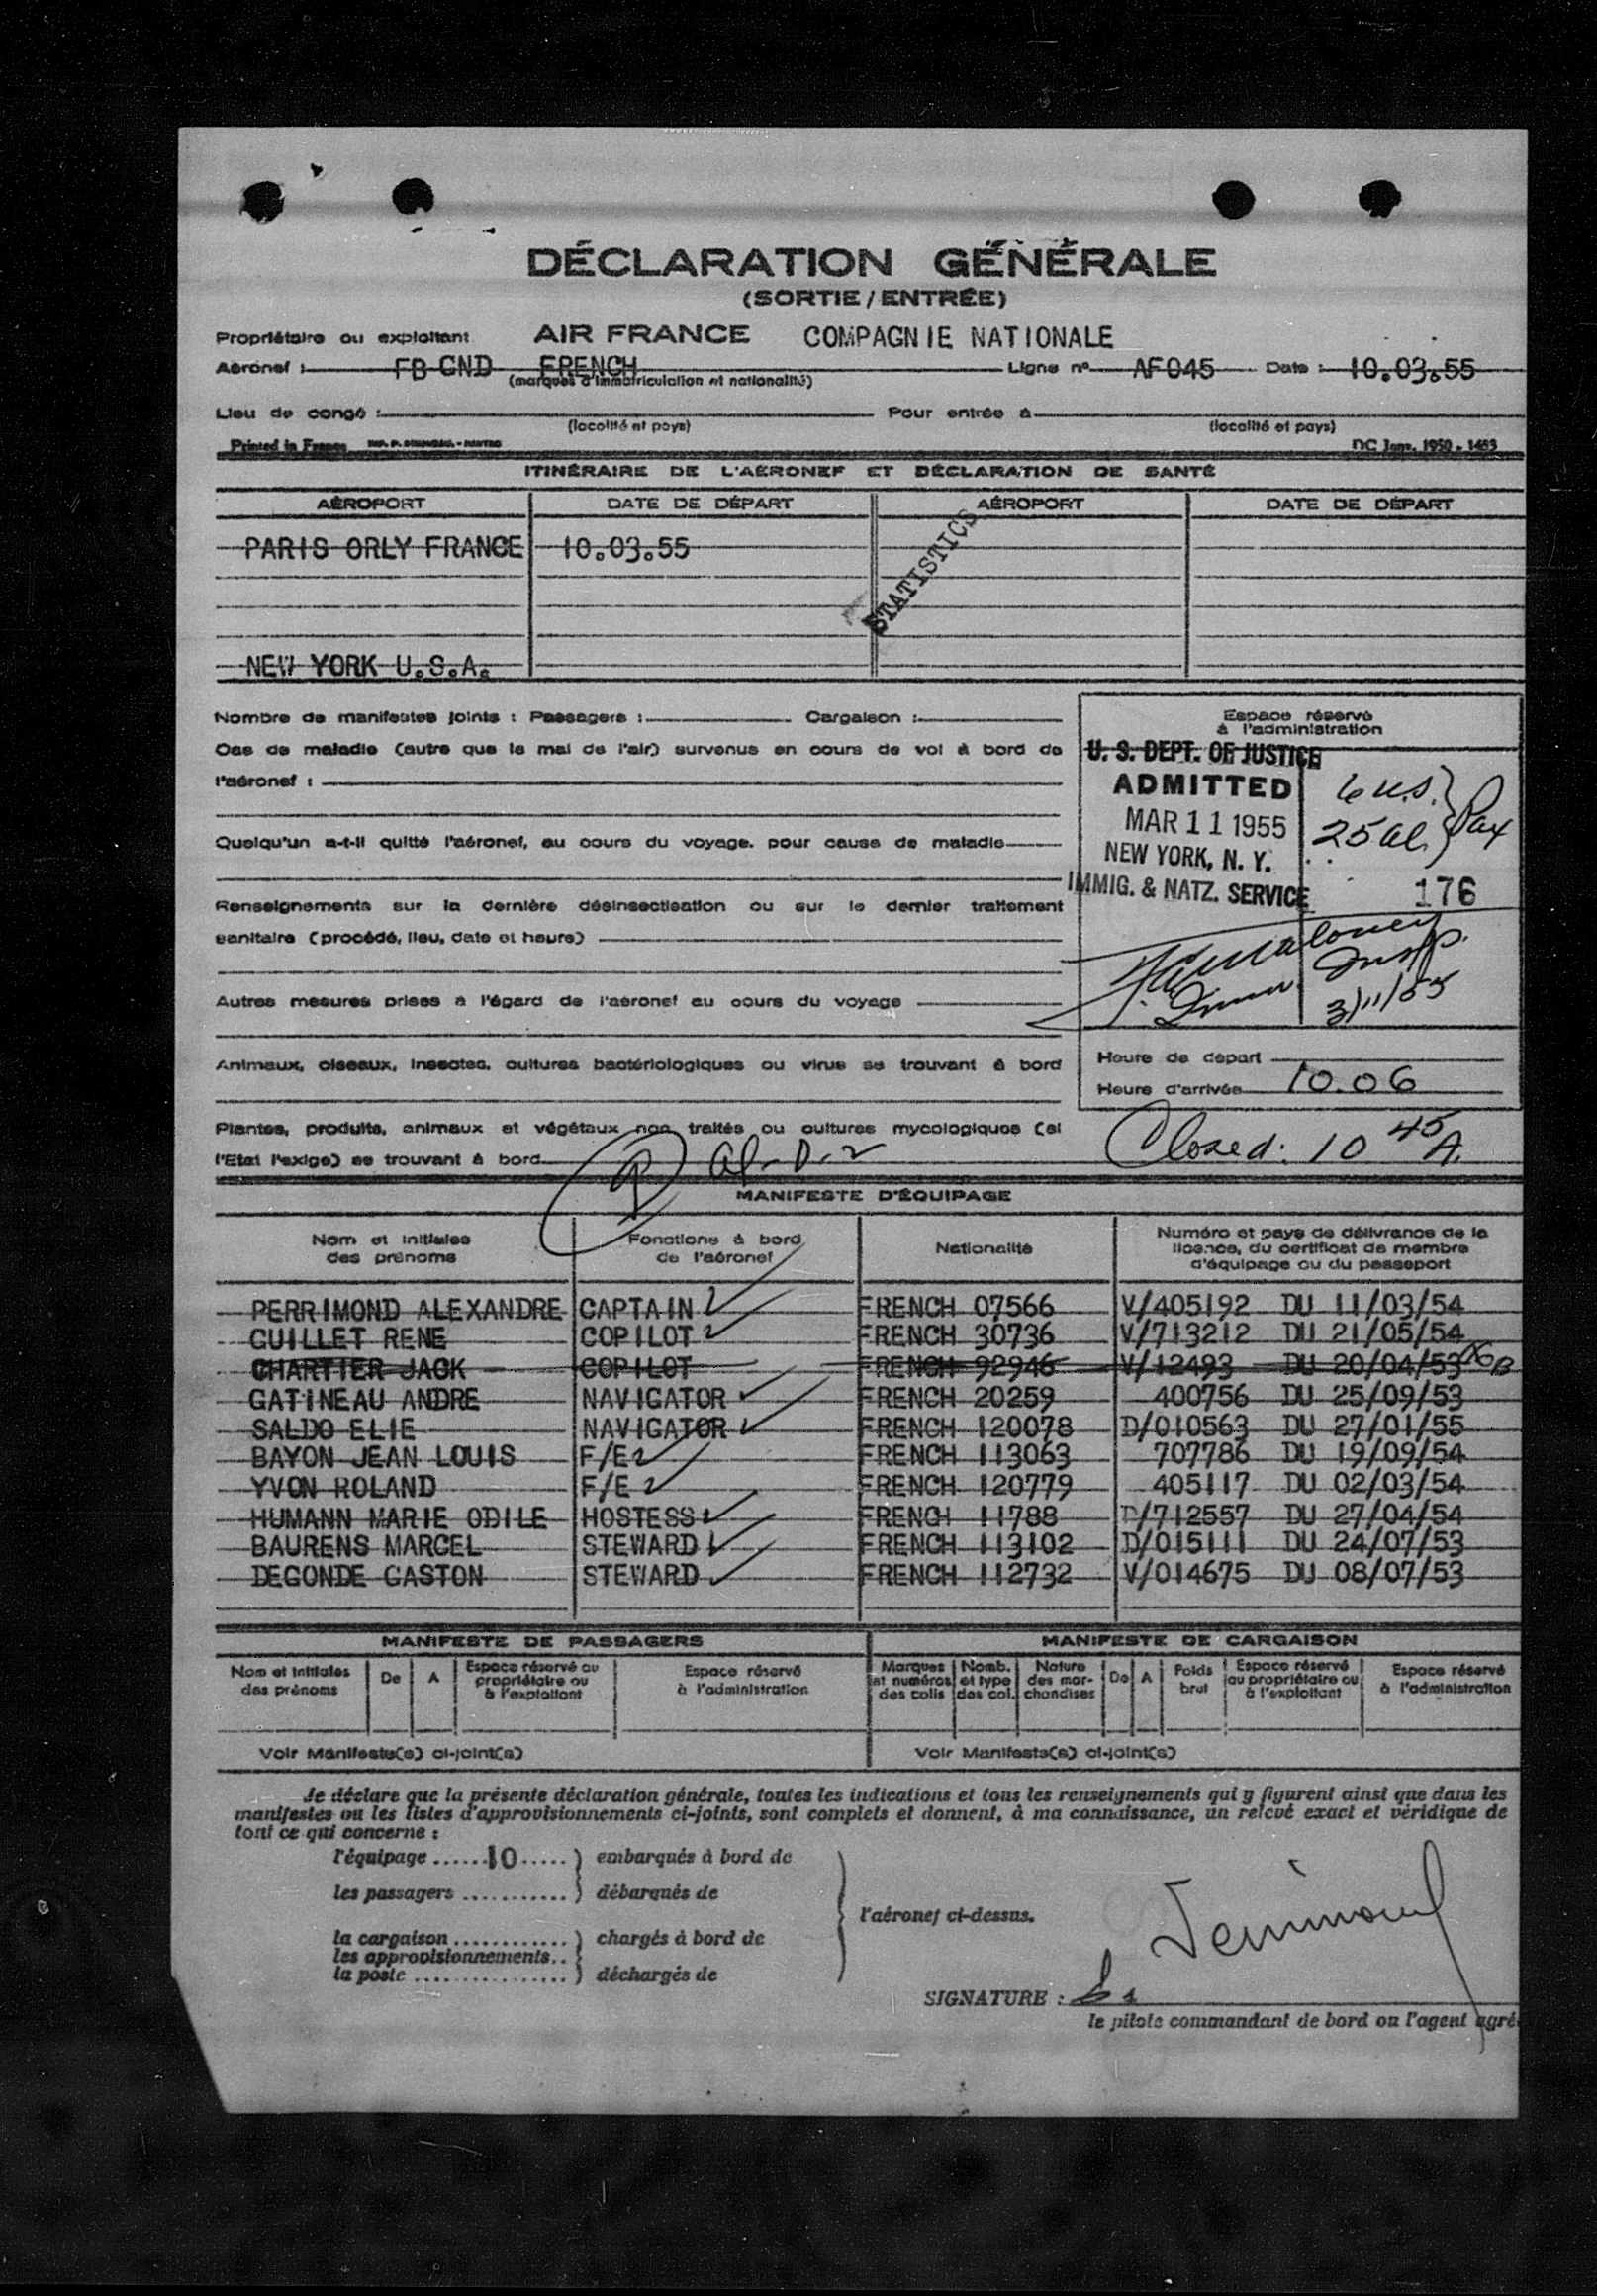 DÉCLARATION GÉNÉRALE
(SORTIE / ENTRÉE)
Propriétaire ou exploitant AIR FRANCE COMPAGNIE NATIONALE
Aéronef : FB GND FRENCH Ligne n° AF045 Date : 10.03.55
(marques d'immatriculation et nationalité)
Lieu de congé : Pour entrée à
(localité et pays) (localité et pays)
Printed in France DC Janv. 1950 - 1463
ITINÉRAIRE DE L'AÉRONEF ET DÉCLARATION DE SANTÉ
AÉROPORT DATE DE DÉPART AÉROPORT DATE DE DÉPART
PARIS ORLY FRANCE 10.03.55
STATISTICS
NEW YORK U.S.A.
Nombre de manifestes joints : Passagers : Cargaison :
Cas de maladie (autre que le mal de l'air) survenus en cours de vol à bord de
l'aéronef :
Quelqu'un a-t-il quitté l'aéronef, au cours du voyage, pour cause de maladie
Renseignements sur la dernière désinsectisation ou sur le dernier traitement
sanitaire (procédé, lieu, date et heure)
Autres mesures prises à l'égard de l'aéronef au cours du voyage
Animaux, oiseaux, insectes, cultures bactériologiques ou virus se trouvant à bord
Plantes, produits, animaux et végétaux non traités ou cultures mycologiques (si
l'Etat l'exige) se trouvant à bord
Espace réservé
à l'administration
U. S. DEPT. OF JUSTICE
ADMITTED
MAR 11 1955
NEW YORK, N. Y.
IMMIG. & NATZ. SERVICE
6 U.S.
25 al. } Pax
176
Imm. Insp.
3/11/55
Heure de départ
Heure d'arrivée 10.06
Closed: 10 45 A.
MANIFESTE D'ÉQUIPAGE
Nom et initiales Fonctions à bord Nationalité Numéro et pays de délivrance de la
des prénoms de l'aéronef licence, du certificat de membre
d'équipage ou du passeport
PERRIMOND ALEXANDRE CAPTAIN FRENCH 07566 V/405192 DU 11/03/54
GUILLET RENE COPILOT FRENCH 30736 V/713212 DU 21/05/54
CHARTIER JACK COPILOT FRENCH 92946 V/12493 DU 20/04/53
GATINEAU ANDRE NAVIGATOR FRENCH 20259 400756 DU 25/09/53
SALDO ELIE NAVIGATOR FRENCH 120078 D/010563 DU 27/01/55
BAYON JEAN LOUIS F/E FRENCH 113063 707786 DU 19/09/54
YVON ROLAND F/E FRENCH 120779 405117 DU 02/03/54
HUMANN MARIE ODILE HOSTESS FRENCH 11788 D/712557 DU 27/04/54
BAURENS MARCEL STEWARD FRENCH 113102 D/015111 DU 24/07/53
DEGONDE GASTON STEWARD FRENCH 112732 V/014675 DU 08/07/53
MANIFESTE DE PASSAGERS MANIFESTE DE CARGAISON
Nom et initiales des prénoms De A Espace réservé au propriétaire ou à l'exploitant Espace réservé à l'administration
Marques et numéros des colis Nomb. et type des col. Nature des marchandises De A Poids brut Espace réservé au propriétaire ou à l'exploitant Espace réservé à l'administration
Voir Manifeste(s) ci-joint(s) Voir Manifeste(s) ci-joint(s)
Je déclare que la présente déclaration générale, toutes les indications et tous les renseignements qui y figurent ainsi que dans les
manifestes ou les listes d'approvisionnements ci-joints, sont complets et donnent, à ma connaissance, un relevé exact et véridique de
tout ce qui concerne :
l'équipage ......10..... ) embarqués à bord de
les passagers ........... ) débarqués de
l'aéronef ci-dessus.
la cargaison ............ ) chargés à bord de
les approvisionnements..
la poste ................ ) déchargés de
SIGNATURE :
le pilote commandant de bord ou l'agent agréé